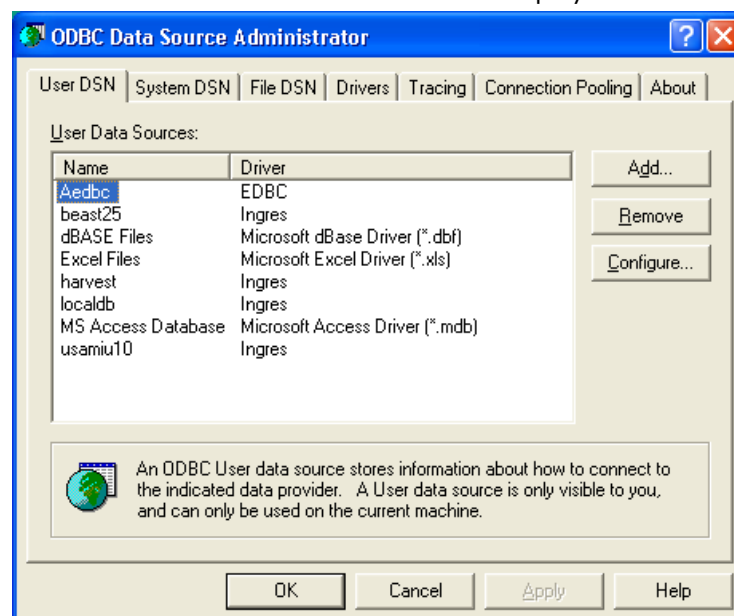 ODBC Data Source Administrator
User DSN System DSN File DSN Drivers Tracing Connection Pooling About
User Data Sources:
Name Driver
Aedbc EDBC
beast25 Ingres
dBASE Files Microsoft dBase Driver (*.dbf)
Excel Files Microsoft Excel Driver (*.xls)
harvest Ingres
localdb Ingres
MS Access Database Microsoft Access Driver (*.mdb)
usamiu10 Ingres
Add...
Remove
Configure...
An ODBC User data source stores information about how to connect to
the indicated data provider. A User data source is only visible to you,
and can only be used on the current machine.
OK Cancel Apply Help